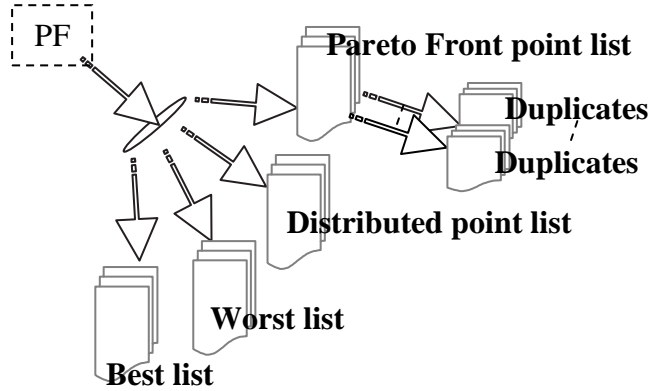 PF
Pareto Front point list
Duplicates
Duplicates
Distributed point list
Worst list
Best list